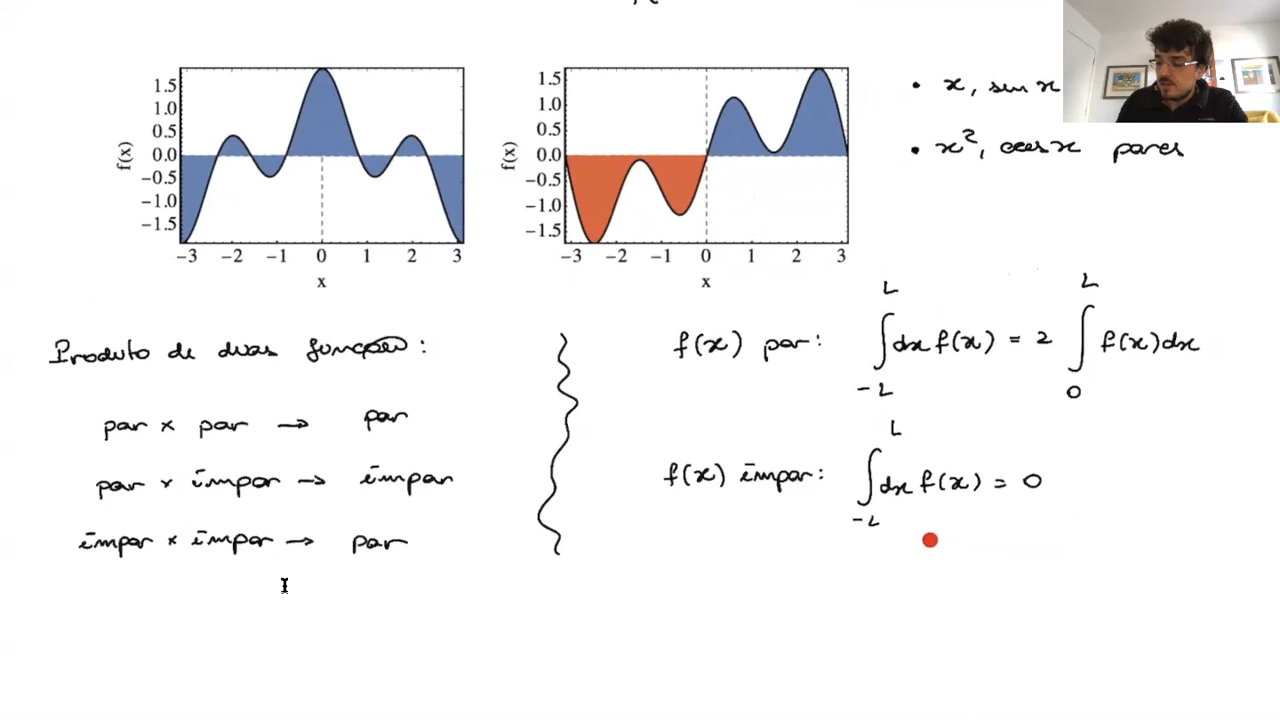 1.5
1.0
0.5
0.0
−0.5
−1.0
−1.5
f(x)
−3 −2 −1 0 1 2 3
x
1.5
1.0
0.5
0.0
−0.5
−1.0
−1.5
f(x)
−3 −2 −1 0 1 2 3
x
• x, sen x
• x², cos x pares
Produto de duas funções :
par × par → par
par × ímpar → ímpar
ímpar × ímpar → par
f(x) par : ∫_{-L}^{L} dx f(x) = 2 ∫_{0}^{L} f(x) dx
f(x) ímpar : ∫_{-L}^{L} dx f(x) = 0